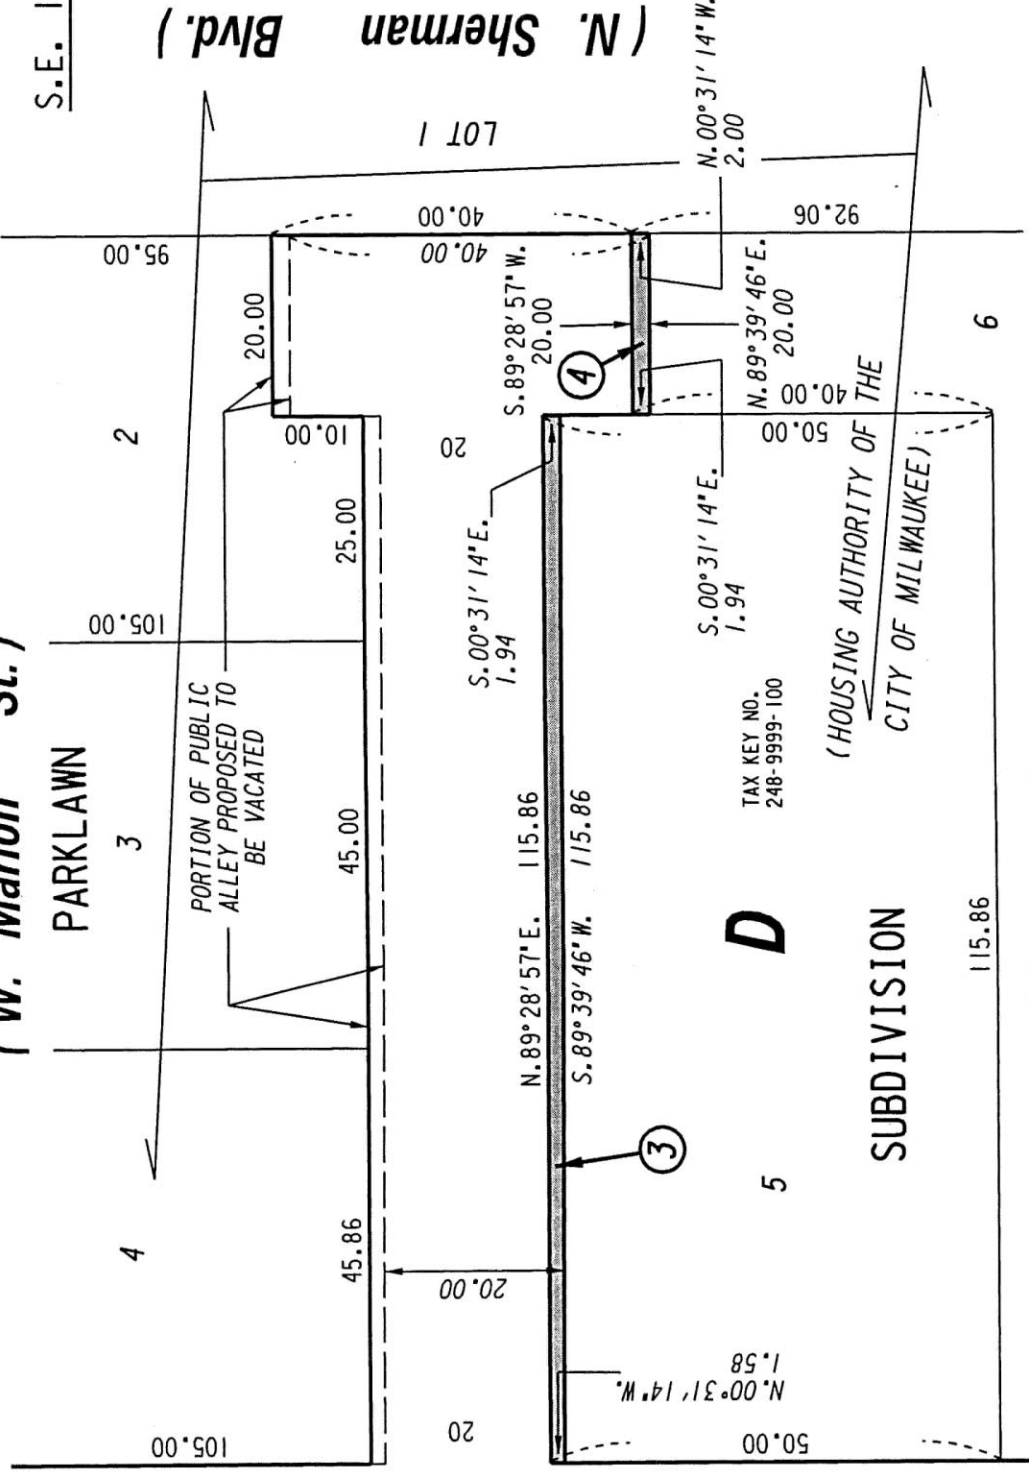 S.E. 1
(N. Sherman Blvd.)
(W. Marion St.)
PARKLAWN
LOT 1
N.00°31'14"W.
2.00
95.00
40.00
40.00
92.06
20.00
S.89°28'57"W.
20.00
4
N.89°39'46"E.
20.00
6
2
10.00
20
40.00
50.00
25.00
S.00°31'14"E.
1.94
S.00°31'14"E.
1.94
(HOUSING AUTHORITY OF THE
CITY OF MILWAUKEE)
105.00
PORTION OF PUBLIC
ALLEY PROPOSED TO
BE VACATED
3
45.00
N.89°28'57"E. 115.86
S.89°39'46"W. 115.86
TAX KEY NO.
248-9999-100
D
SUBDIVISION
115.86
3
5
4
45.86
20.00
N.00°31'14"W.
1.58
105.00
20
50.00